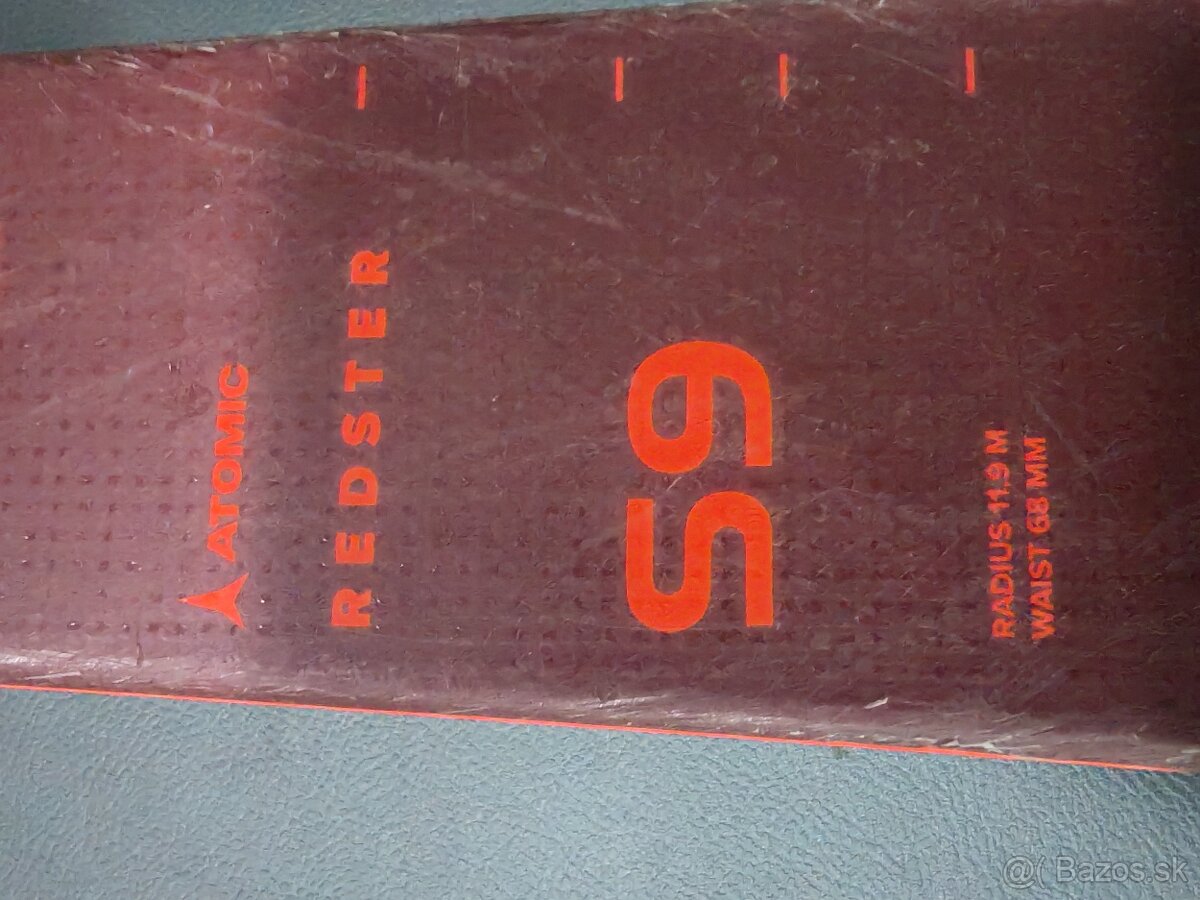 ATOMIC
REDSTER
S9
RADIUS 11.9 M
WAIST 68 MM
@( Bazos.sk